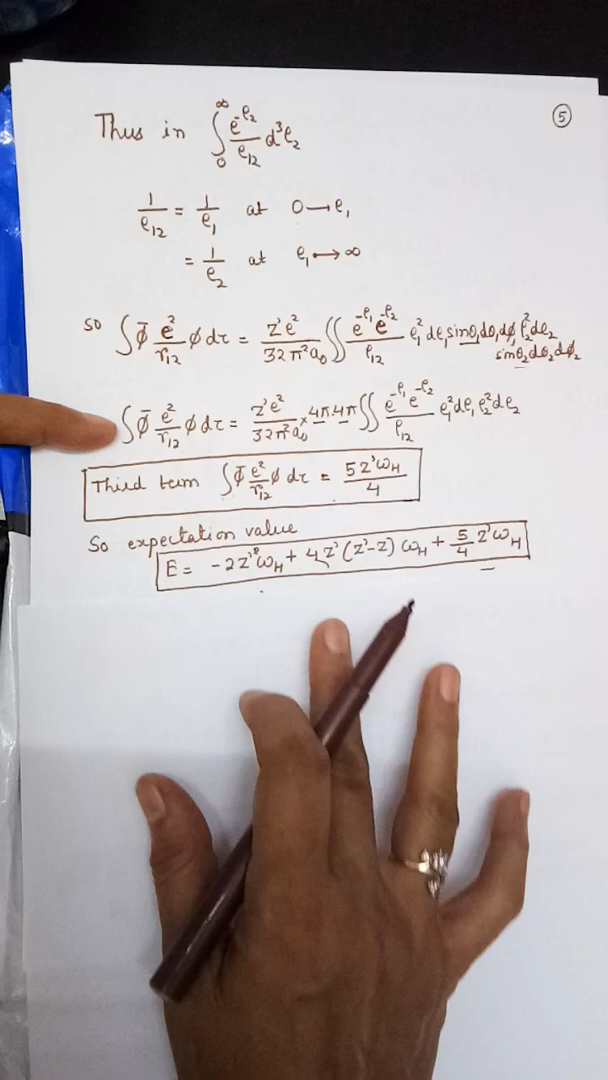 ⑤
Thus in ∫₀^∞ e^(-ρ₂)/ρ₁₂ d³ρ₂
1/ρ₁₂ = 1/ρ₁ at 0→ρ₁
= 1/ρ₂ at ρ₁↔∞
so ∫ϕ̄ e²/r₁₂ ϕ dτ = Z'e²/32π²a₀ ∬ e^(-ρ₁)e^(-ρ₂)/ρ₁₂ ρ₁²dρ₁ sinθ₁dθ₁dϕ₁ ρ₂²dρ₂
sinθ₂dθ₂dϕ₂
∫ϕ̄ e²/r₁₂ ϕ dτ = Z'e²/32π²a₀ × 4π 4π ∬ e^(-ρ₁)e^(-ρ₂)/ρ₁₂ ρ₁²dρ₁ρ₂²dρ₂
Third term ∫ϕ̄ e²/r₁₂ ϕ dτ = 5Z'ω_H/4
So expectation value
E = -2Z'²ω_H + 4Z'(Z'-Z)ω_H + 5/4 Z'ω_H